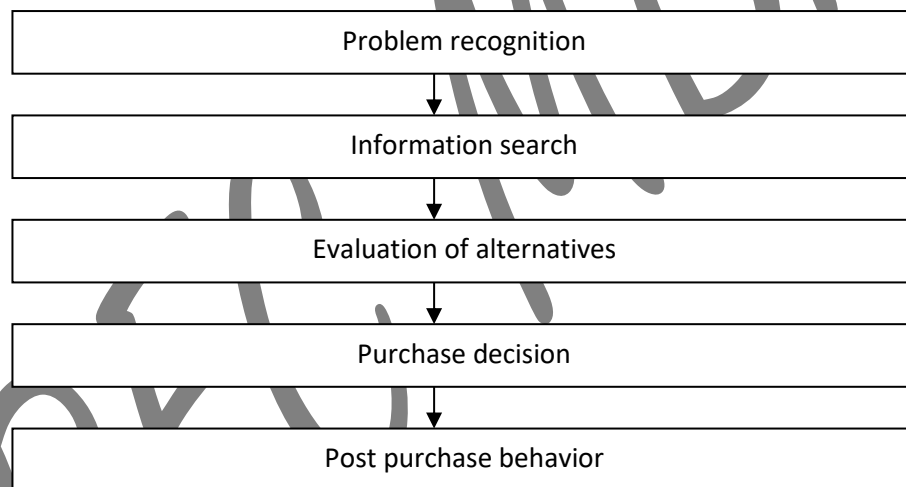 Problem recognition
Information search
Evaluation of alternatives
Purchase decision
Post purchase behavior